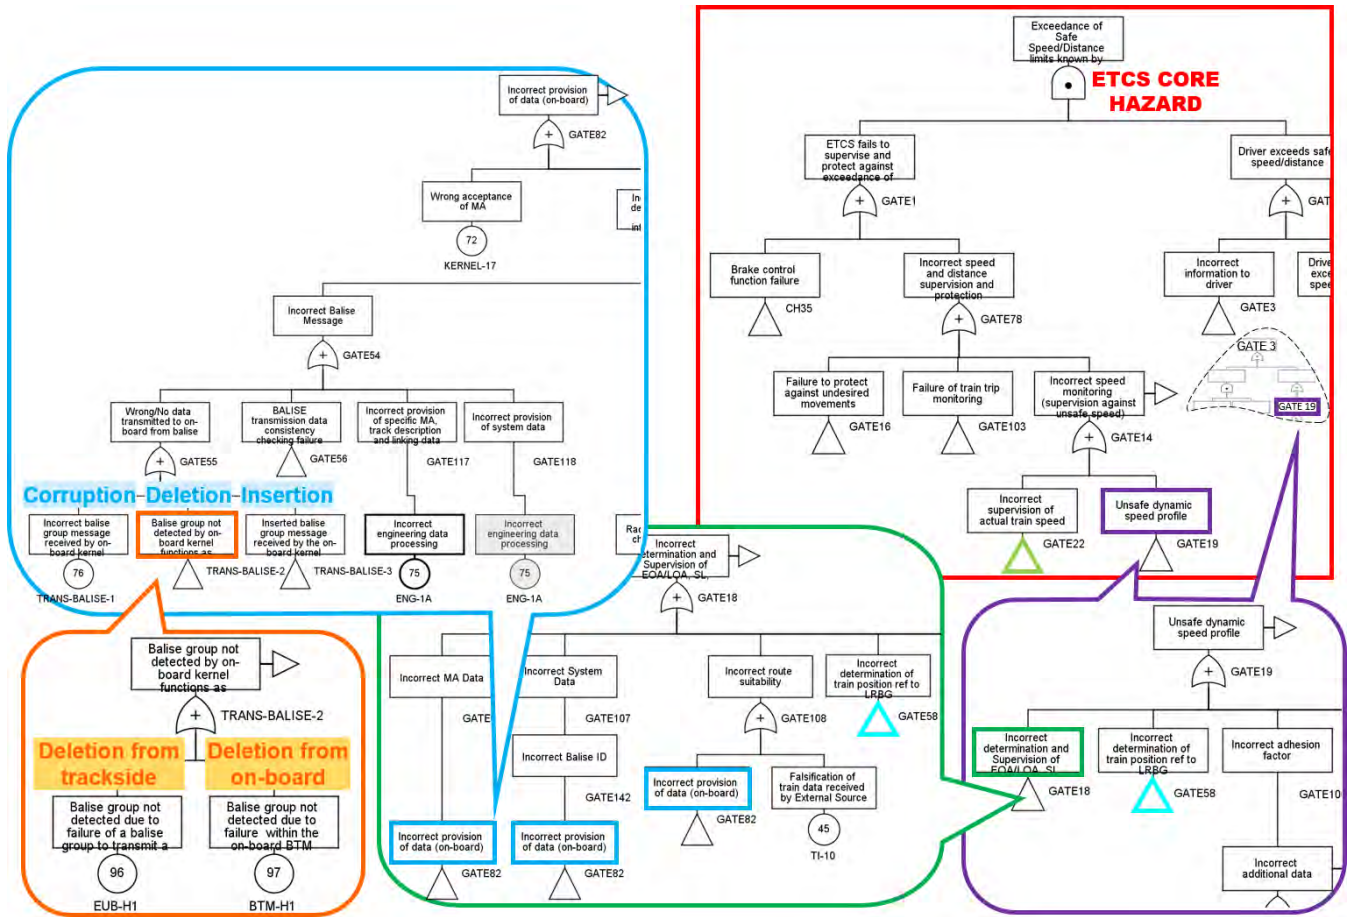 Exceedance of
Safe
Speed/Distance
limits known by
ETCS CORE
HAZARD
ETCS fails to
supervise and
protect against
exceedance of
GATE1
Driver exceeds safe
speed/distance
GAT
Brake control
function failure
CH35
Incorrect speed
and distance
supervision and
protection
GATE78
Incorrect
information to
driver
GATE3
Drive
exce
spee
GATE 3
GATE 19
Failure to protect
against undesired
movements
GATE16
Failure of train trip
monitoring
GATE103
Incorrect speed
monitoring
(supervision against
unsafe speed)
GATE14
Incorrect
supervision of
actual train speed
GATE22
Unsafe dynamic
speed profile
GATE19
Incorrect provision
of data (on-board)
GATE82
Wrong acceptance
of MA
72
KERNEL-17
In
de
inf
Incorrect Balise
Message
GATE54
Wrong/No data
transmitted to on-
board from balise
GATE55
BALISE
transmission data
consistency
checking failure
GATE56
Incorrect provision
of specific MA,
track description
and linking data
GATE117
Incorrect provision
of system data
GATE118
Corruption-Deletion-Insertion
Incorrect balise
group message
received by on-
board kernel
76
TRANS-BALISE-1
Balise group not
detected by on-
board kernel
functions as
TRANS-BALISE-2
Inserted balise
group message
received by the on-
board kernel
TRANS-BALISE-3
Incorrect
engineering data
processing
75
ENG-1A
Incorrect
engineering data
processing
75
ENG-1A
Rad
ch
Balise group not
detected by on-
board kernel
functions as
TRANS-BALISE-2
Deletion from
trackside
Deletion from
on-board
Balise group not
detected due to
failure of a balise
group to transmit a
96
EUB-H1
Balise group not
detected due to
failure within the
on-board BTM
97
BTM-H1
Incorrect
determination and
Supervision of
EOA/LOA, SL,
GATE18
Incorrect MA Data
GATE
Incorrect System
Data
GATE107
Incorrect Balise ID
GATE142
Incorrect provision
of data (on-board)
GATE82
Incorrect provision
of data (on-board)
GATE82
Incorrect route
suitability
GATE108
Incorrect
determination of
train position ref to
LRBG
GATE58
Incorrect provision
of data (on-board)
GATE82
Falsification of
train data received
by External Source
45
TI-10
Unsafe dynamic
speed profile
GATE19
Incorrect
determination and
Supervision of
EOA/LOA, SL,
GATE18
Incorrect
determination of
train position ref to
LRBG
GATE58
Incorrect adhesion
factor
GATE10
Incorrect
additional data